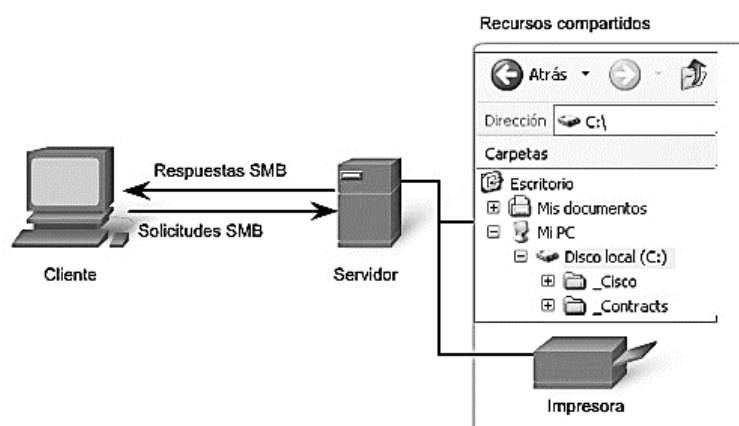 Recursos compartidos
Atrás
Dirección C:\
Carpetas
Escritorio
Mis documentos
Mi PC
Disco local (C:)
_Cisco
_Contracts
Respuestas SMB
Solicitudes SMB
Cliente
Servidor
Impresora